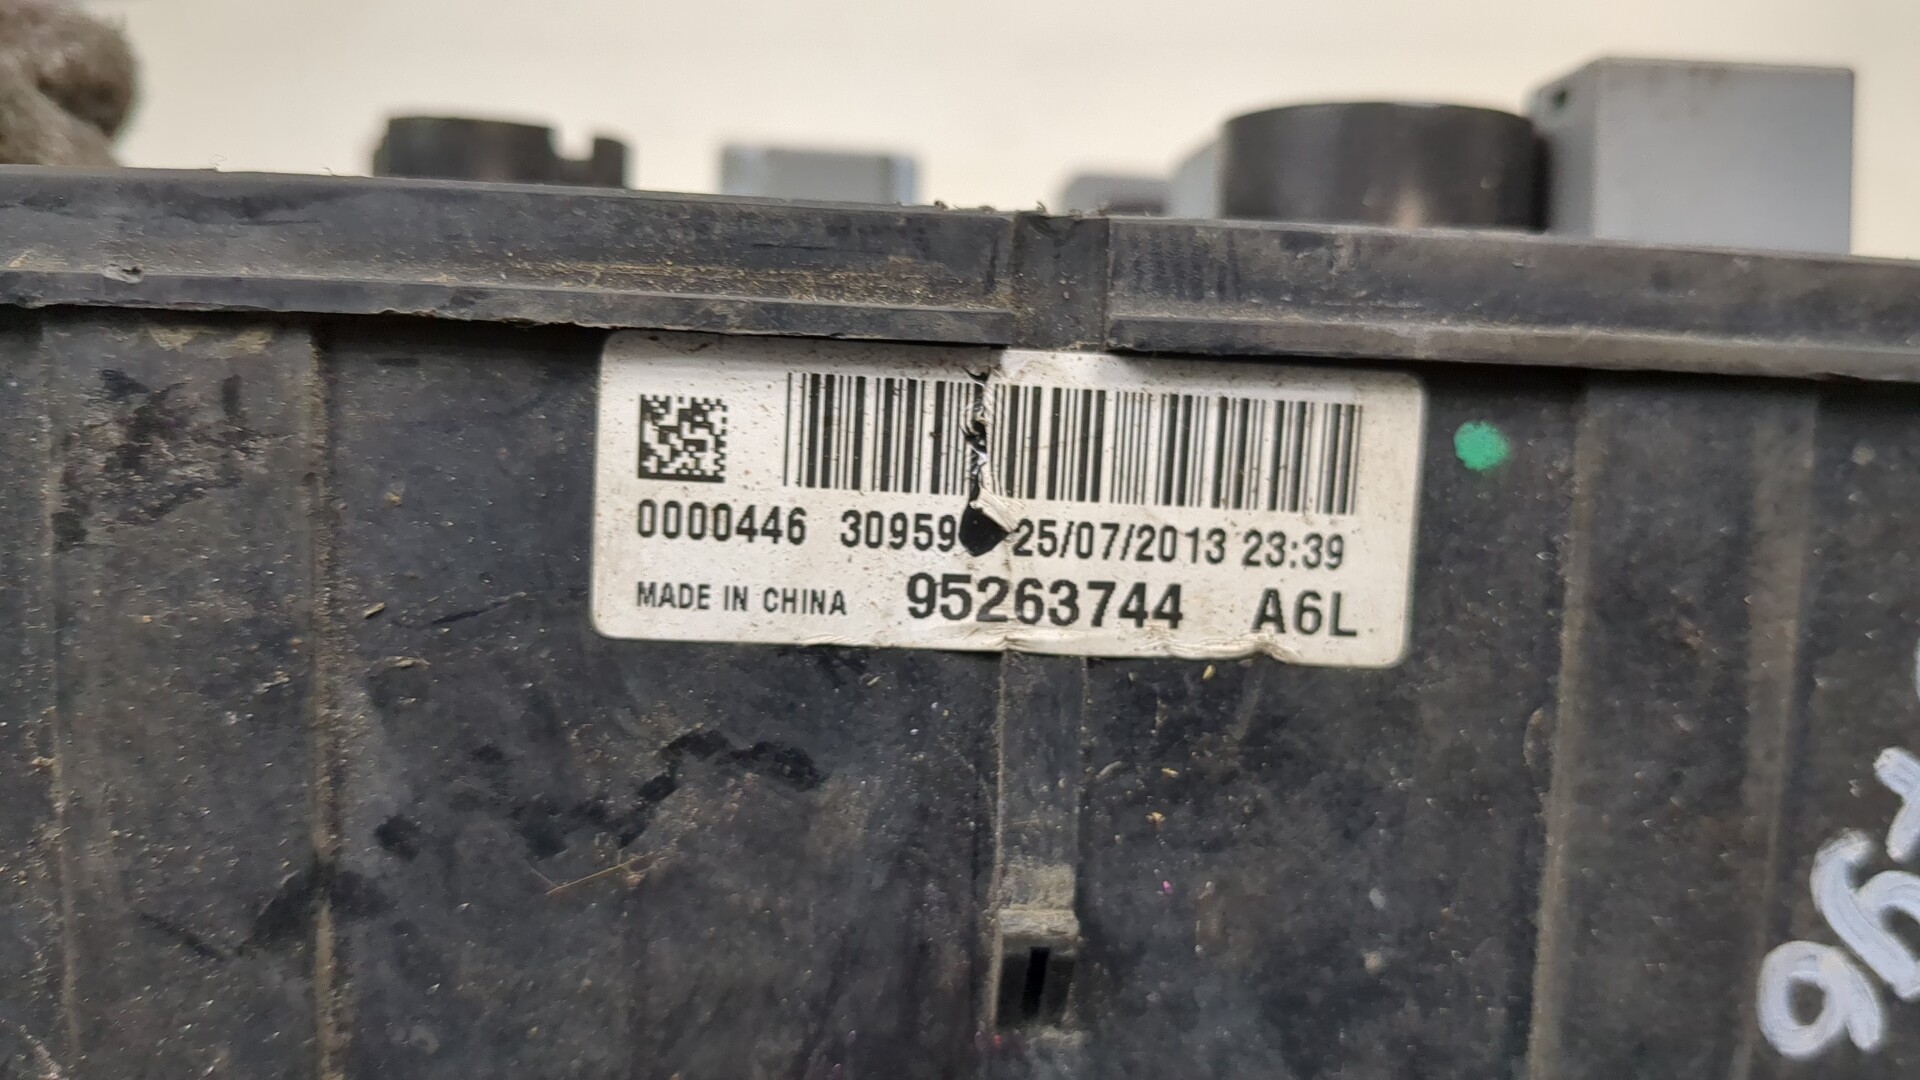 0000446 30959 25/07/2013 23:39
MADE IN CHINA 95263744 A6L